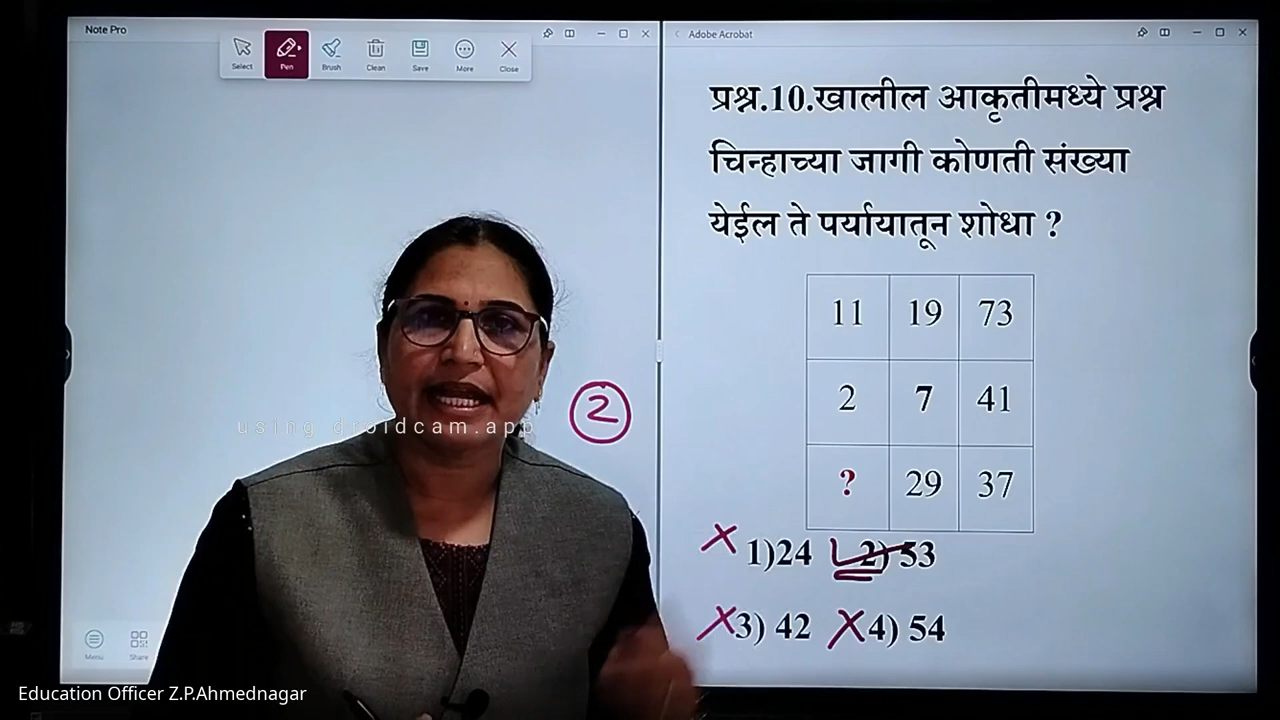 Note Pro
Select Pen Brush Clean Save More Close
Adobe Acrobat
प्रश्न.10.खालील आकृतीमध्ये प्रश्न
चिन्हाच्या जागी कोणती संख्या
येईल ते पर्यायातून शोधा ?
11 19 73
2 7 41
? 29 37
1)24 2) 53
3) 42 4) 54
2
using droidcam.app
Menu Share
Education Officer Z.P.Ahmednagar